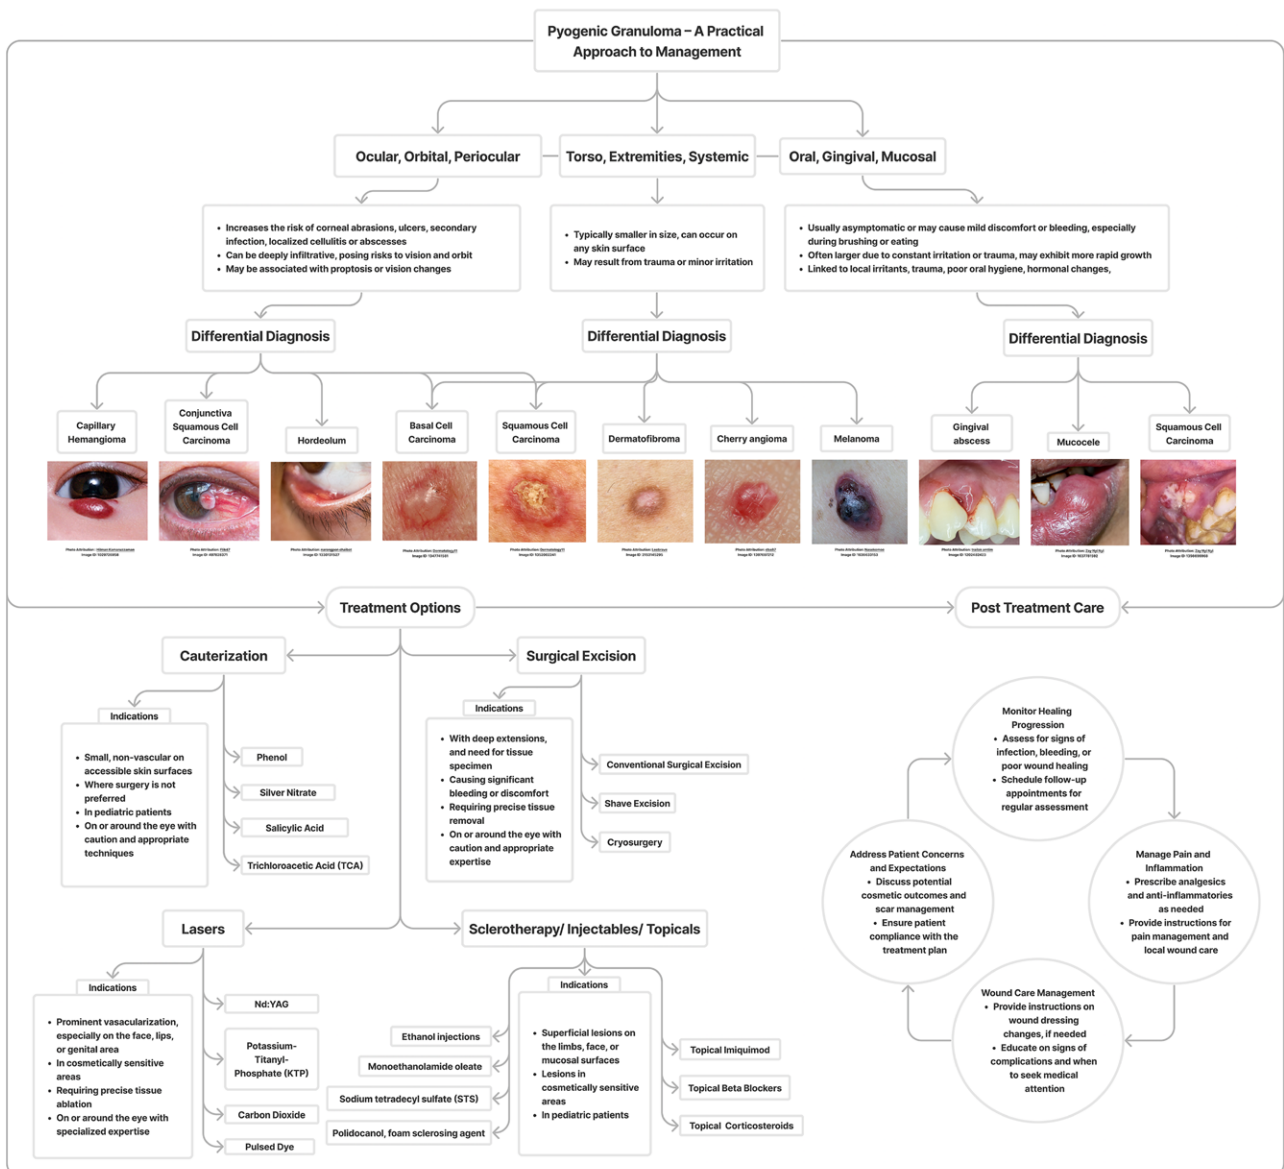 Pyogenic Granuloma – A Practical
Approach to Management
Ocular, Orbital, Periocular
Torso, Extremities, Systemic
Oral, Gingival, Mucosal
• Increases the risk of corneal abrasions, ulcers, secondary
infection, localized cellulitis or abscesses
• Can be deeply infiltrative, posing risks to vision and orbit
• May be associated with proptosis or vision changes
• Typically smaller in size, can occur on
any skin surface
• May result from trauma or minor irritation
• Usually asymptomatic or may cause mild discomfort or bleeding, especially
during brushing or eating
• Often larger due to constant irritation or trauma, may exhibit more rapid growth
• Linked to local irritants, trauma, poor oral hygiene, hormonal changes,
Differential Diagnosis
Differential Diagnosis
Differential Diagnosis
Capillary
Hemangioma
Conjunctiva
Squamous Cell
Carcinoma
Hordeolum
Basal Cell
Carcinoma
Squamous Cell
Carcinoma
Dermatofibroma
Cherry angioma
Melanoma
Gingival
abscess
Mucocele
Squamous Cell
Carcinoma
Treatment Options
Post Treatment Care
Cauterization
Indications
• Small, non-vascular on
accessible skin surfaces
• Where surgery is not
preferred
• In pediatric patients
• On or around the eye with
caution and appropriate
techniques
Phenol
Silver Nitrate
Salicylic Acid
Trichloroacetic Acid (TCA)
Surgical Excision
Indications
• With deep extensions,
and need for tissue
specimen
• Causing significant
bleeding or discomfort
• Requiring precise tissue
removal
• On or around the eye with
caution and appropriate
expertise
Conventional Surgical Excision
Shave Excision
Cryosurgery
Lasers
Indications
• Prominent vasacularization,
especially on the face, lips,
or genital area
• In cosmetically sensitive
areas
• Requiring precise tissue
ablation
• On or around the eye with
specialized expertise
Nd:YAG
Potassium-
Titanyl-
Phosphate (KTP)
Carbon Dioxide
Pulsed Dye
Sclerotherapy/ Injectables/ Topicals
Ethanol injections
Monoethanolamide oleate
Sodium tetradecyl sulfate (STS)
Polidocanol, foam sclerosing agent
Indications
• Superficial lesions on
the limbs, face, or
mucosal surfaces
• Lesions in
cosmetically sensitive
areas
• In pediatric patients
Topical Imiquimod
Topical Beta Blockers
Topical Corticosteroids
Monitor Healing
Progression
• Assess for signs of
infection, bleeding, or
poor wound healing
• Schedule follow-up
appointments for
regular assessment
Manage Pain and
Inflammation
• Prescribe analgesics
and anti-inflammatories
as needed
• Provide instructions for
pain management and
local wound care
Wound Care Management
• Provide instructions on
wound dressing
changes, if needed
• Educate on signs of
complications and when
to seek medical
attention
Address Patient Concerns
and Expectations
• Discuss potential
cosmetic outcomes and
scar management
• Ensure patient
compliance with the
treatment plan